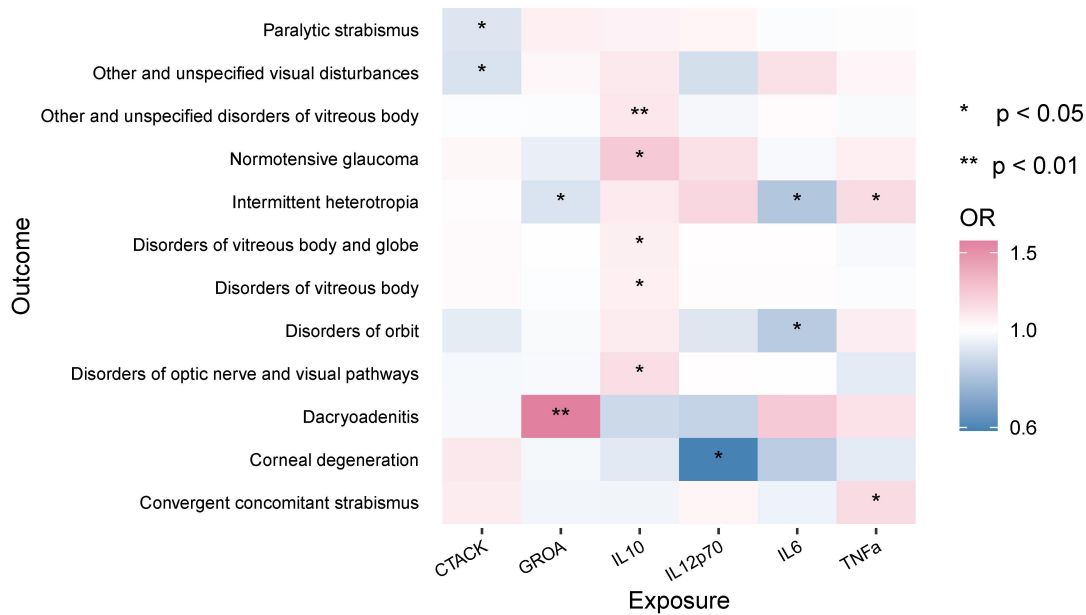 Paralytic strabismus * 
Other and unspecified visual disturbances *
Other and unspecified disorders of vitreous body **
Normotensive glaucoma *
Intermittent heterotropia * * *
Disorders of vitreous body and globe *
Disorders of vitreous body *
Disorders of orbit *
Disorders of optic nerve and visual pathways *
Dacryoadenitis **
Corneal degeneration *
Convergent concomitant strabismus *
Outcome
CTACK GROA IL10 IL12p70 IL6 TNFa
Exposure
* p < 0.05
** p < 0.01
OR
1.5
1.0
0.6